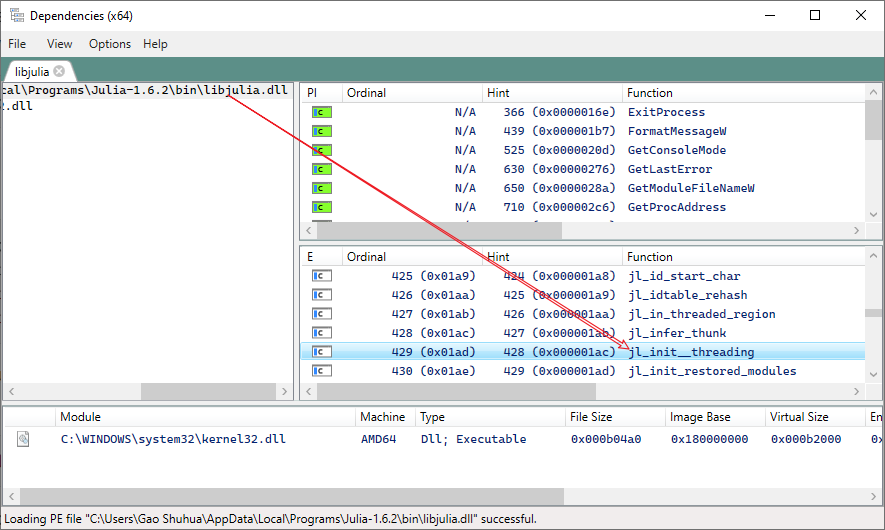 Dependencies (x64)
File View Options Help
libjulia
cal\Programs\Julia-1.6.2\bin\libjulia.dll
2.dll
PI Ordinal Hint Function
N/A 366 (0x0000016e) ExitProcess
N/A 439 (0x000001b7) FormatMessageW
N/A 525 (0x0000020d) GetConsoleMode
N/A 630 (0x00000276) GetLastError
N/A 650 (0x0000028a) GetModuleFileNameW
N/A 710 (0x000002c6) GetProcAddress
E Ordinal Hint Function
425 (0x01a9) 424 (0x000001a8) jl_id_start_char
426 (0x01aa) 425 (0x000001a9) jl_idtable_rehash
427 (0x01ab) 426 (0x000001aa) jl_in_threaded_region
428 (0x01ac) 427 (0x000001ab) jl_infer_thunk
429 (0x01ad) 428 (0x000001ac) jl_init__threading
430 (0x01ae) 429 (0x000001ad) jl_init_restored_modules
Module Machine Type File Size Image Base Virtual Size En
C:\WINDOWS\system32\kernel32.dll AMD64 Dll; Executable 0x000b04a0 0x180000000 0x000b2000 0x
Loading PE file "C:\Users\Gao Shuhua\AppData\Local\Programs\Julia-1.6.2\bin\libjulia.dll" successful.